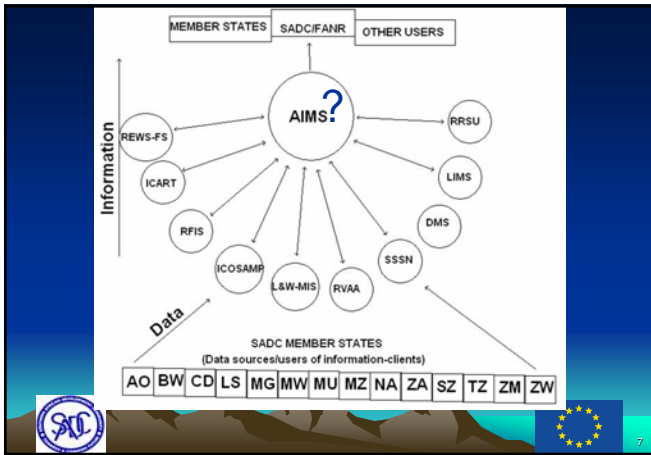 MEMBER STATES
SADC/FANR
OTHER USERS
AIMS?
REWS-FS
RRSU
ICART
LIMS
RFIS
DMS
ICOSAMP
L&W-MIS
RVAA
SSSN
Information
Data
SADC MEMBER STATES
(Data sources/users of information-clients)
AO BW CD LS MG MW MU MZ NA ZA SZ TZ ZM ZW
SADC
7